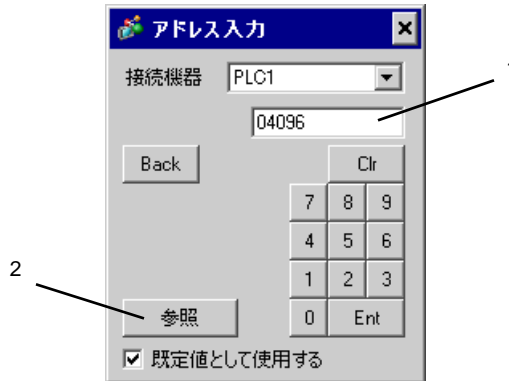 アドレス入力
接続機器 PLC1
04096
Back Clr
7 8 9
4 5 6
2
1 2 3
参照 0 Ent
既定値として使用する